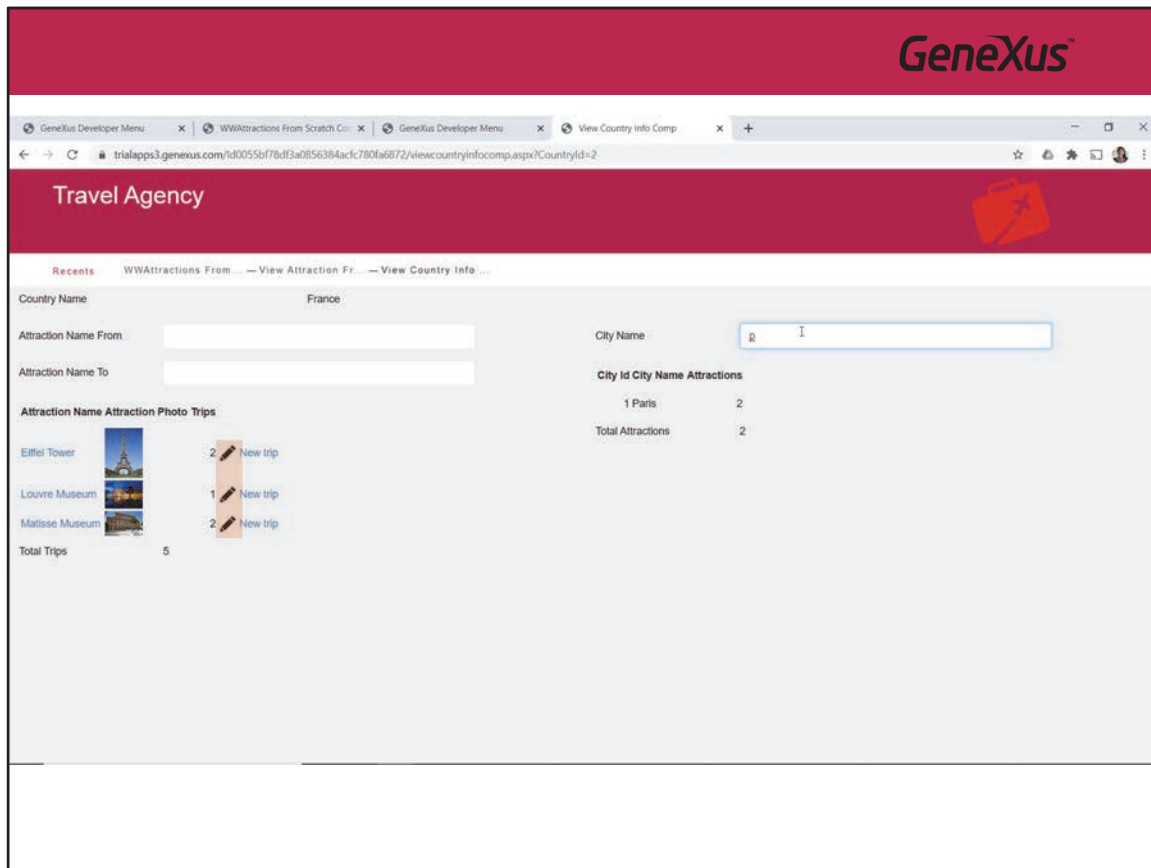 GeneXus™
GeneXus Developer Menu WWAttractions From Scratch Co GeneXus Developer Menu View Country Info Comp
trialapps3.genexus.com/Id0055bf78df3a0856384acfc780fa6872/viewcountryinfocomp.aspx?CountryId=2
Travel Agency
Recents WWAttractions From... — View Attraction Fr... — View Country Info ...
Country Name France
Attraction Name From City Name p
Attraction Name To City Id City Name Attractions
1 Paris 2
Attraction Name Attraction Photo Trips
Total Attractions 2
Eiffel Tower 2 New trip
Louvre Museum 1 New trip
Matisse Museum 2 New trip
Total Trips 5